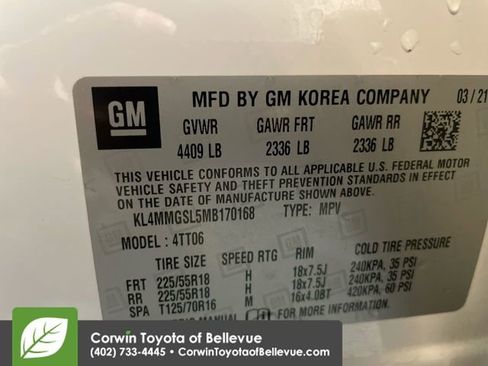 GM
MFD BY GM KOREA COMPANY 03/21
GVWR GAWR FRT GAWR RR
4409 LB 2336 LB 2336 LB
THIS VEHICLE CONFORMS TO ALL APPLICABLE U.S. FEDERAL MOTOR
VEHICLE SAFETY AND THEFT PREVENTION STANDARDS IN EFFECT
ON THE DATE OF MANUFACTURE SHOWN ABOVE.
KL4MMGSL5MB170168 TYPE: MPV
MODEL: 4TT06
TIRE SIZE SPEED RTG RIM COLD TIRE PRESSURE
FRT 225/55R18 H 18x7.5J 240KPA, 35 PSI
RR 225/55R18 H 18x7.5J 240KPA, 35 PSI
SPA T125/70R16 M 16x4.0BT 420KPA, 60 PSI
MANUAL
INFORMATION
Corwin Toyota of Bellevue
(402) 733-4445 • CorwinToyotaofBellevue.com